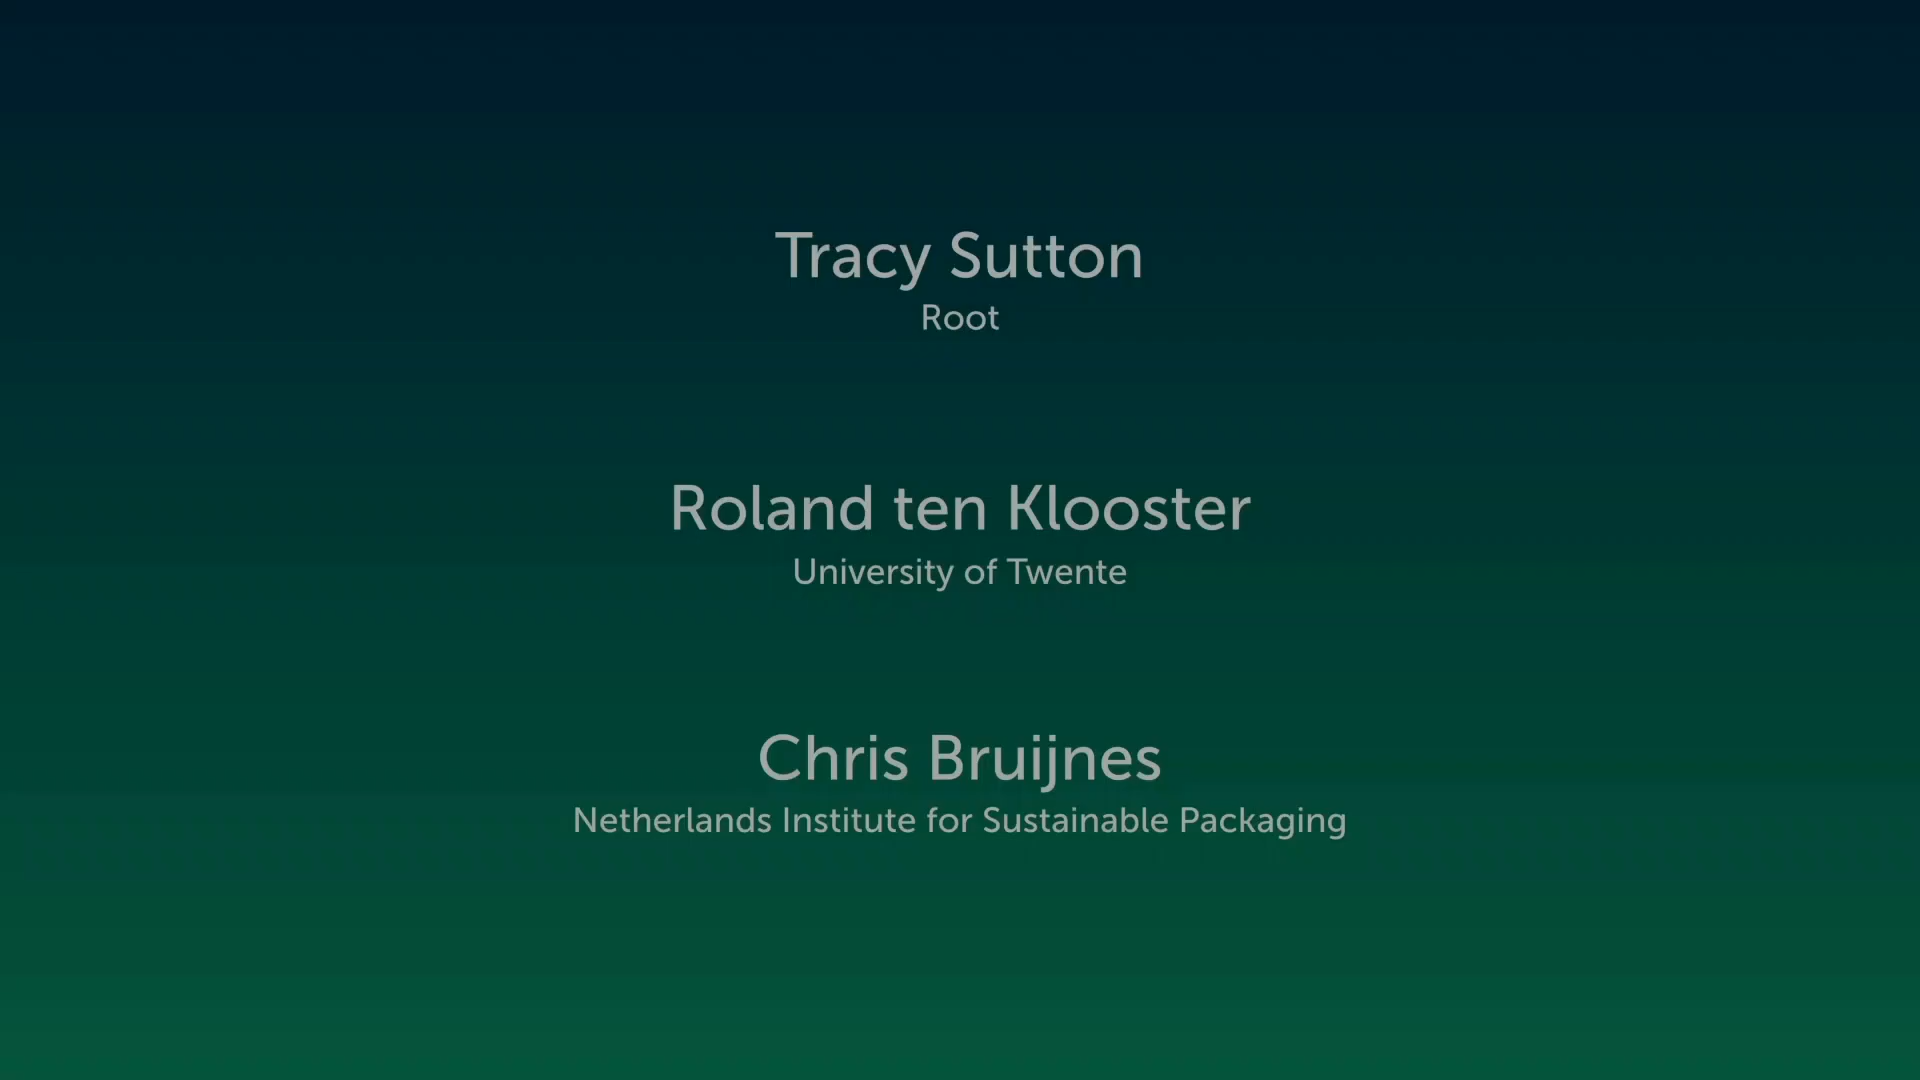 Tracy Sutton
Root
Roland ten Klooster
University of Twente
Chris Bruijnes
Netherlands Institute for Sustainable Packaging